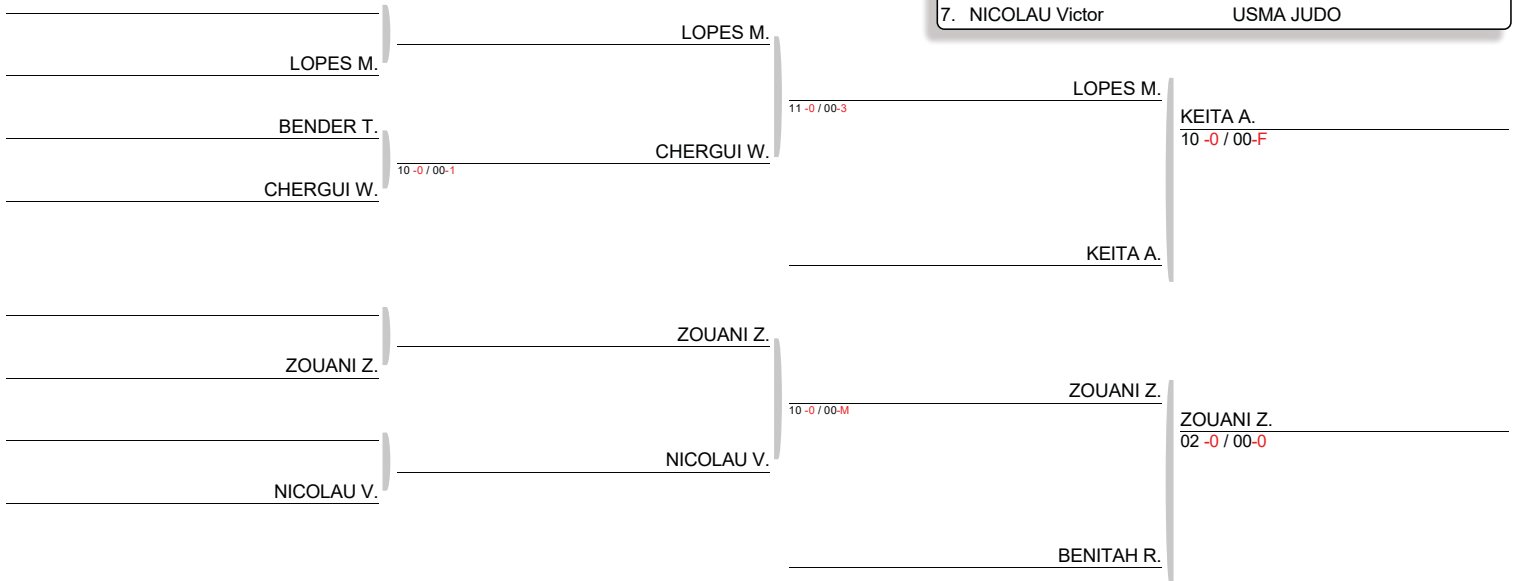 7. NICOLAU Victor USMA JUDO
LOPES M.
LOPES M.
LOPES M.
11 -0 / 00-3
KEITA A.
10 -0 / 00-F
BENDER T.
CHERGUI W.
10 -0 / 00-1
CHERGUI W.
KEITA A.
ZOUANI Z.
ZOUANI Z.
ZOUANI Z.
10 -0 / 00-M
ZOUANI Z.
02 -0 / 00-0
NICOLAU V.
NICOLAU V.
BENITAH R.